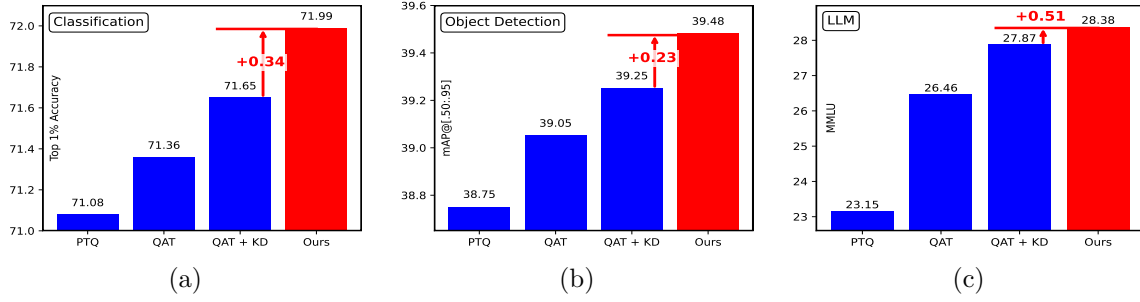 Classification
Top 1% Accuracy
72.0
71.8
71.6
71.4
71.2
71.0
71.08
71.36
71.65
71.99
+0.34
PTQ
QAT
QAT + KD
Ours
(a)
Object Detection
mAP@[.50:.95]
39.6
39.4
39.2
39.0
38.8
38.75
39.05
39.25
39.48
+0.23
PTQ
QAT
QAT + KD
Ours
(b)
LLM
MMLU
28
27
26
25
24
23
23.15
26.46
27.87
28.38
+0.51
PTQ
QAT
QAT + KD
Ours
(c)